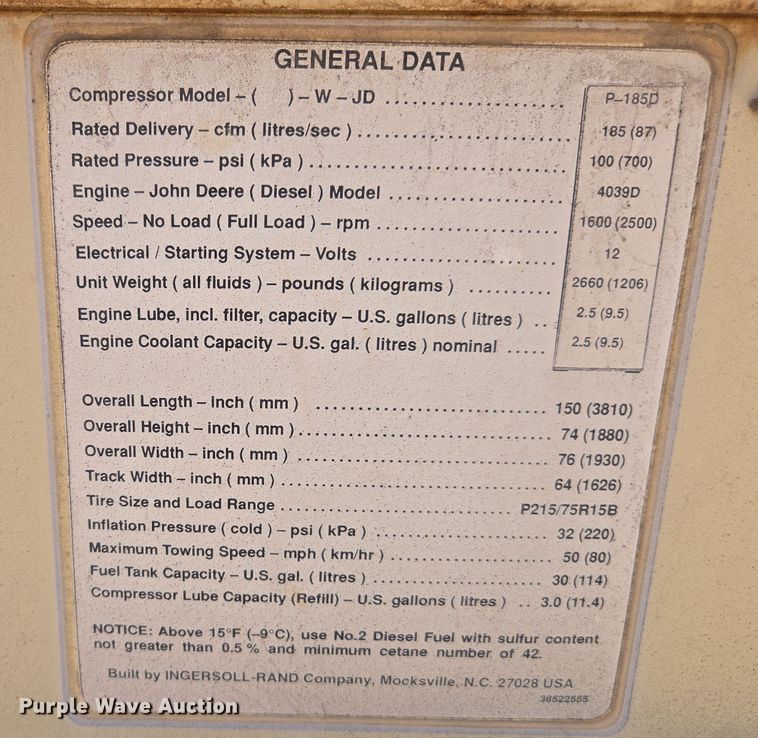 GENERAL DATA
Compressor Model – ( ) – W – JD .................... P–185D
Rated Delivery – cfm ( litres/sec ) .................... 185 (87)
Rated Pressure – psi ( kPa ) .................... 100 (700)
Engine – John Deere ( Diesel ) Model .................... 4039D
Speed – No Load ( Full Load ) – rpm .................... 1600 (2500)
Electrical / Starting System – Volts .................... 12
Unit Weight ( all fluids ) – pounds ( kilograms ) .......... 2660 (1206)
Engine Lube, incl. filter, capacity – U.S. gallons ( litres ) .. 2.5 (9.5)
Engine Coolant Capacity – U.S. gal. ( litres ) nominal ..... 2.5 (9.5)
Overall Length – inch ( mm ) .................... 150 (3810)
Overall Height – inch ( mm ) .................... 74 (1880)
Overall Width – inch ( mm ) .................... 76 (1930)
Track Width – inch ( mm ) .................... 64 (1626)
Tire Size and Load Range .................... P215/75R15B
Inflation Pressure ( cold ) – psi ( kPa ) .................... 32 (220)
Maximum Towing Speed – mph ( km/hr ) .................... 50 (80)
Fuel Tank Capacity – U.S. gal. ( litres ) .................... 30 (114)
Compressor Lube Capacity (Refill) – U.S. gallons ( litres ) .. 3.0 (11.4)
NOTICE: Above 15°F (–9°C), use No.2 Diesel Fuel with sulfur content
not greater than 0.5 % and minimum cetane number of 42.
Built by INGERSOLL-RAND Company, Mocksville, N.C. 27028 USA
36522555
Purple Wave Auction